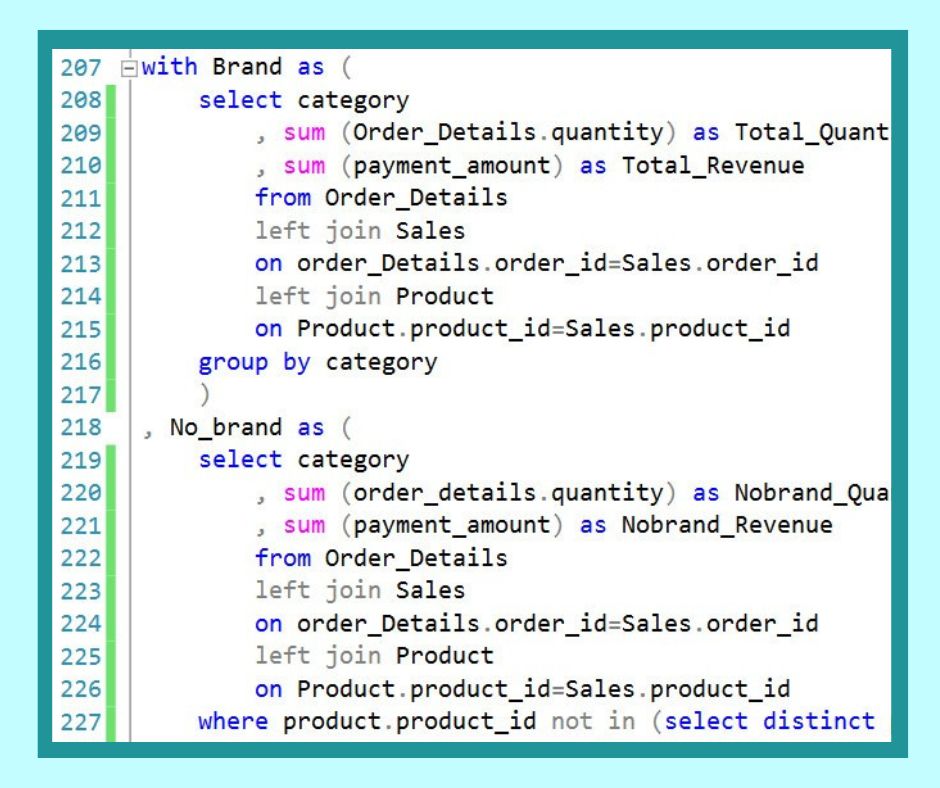 207 with Brand as (
208 select category
209 , sum (Order_Details.quantity) as Total_Quant
210 , sum (payment_amount) as Total_Revenue
211 from Order_Details
212 left join Sales
213 on order_Details.order_id=Sales.order_id
214 left join Product
215 on Product.product_id=Sales.product_id
216 group by category
217 )
218 , No_brand as (
219 select category
220 , sum (order_details.quantity) as Nobrand_Qua
221 , sum (payment_amount) as Nobrand_Revenue
222 from Order_Details
223 left join Sales
224 on order_Details.order_id=Sales.order_id
225 left join Product
226 on Product.product_id=Sales.product_id
227 where product.product_id not in (select distinct